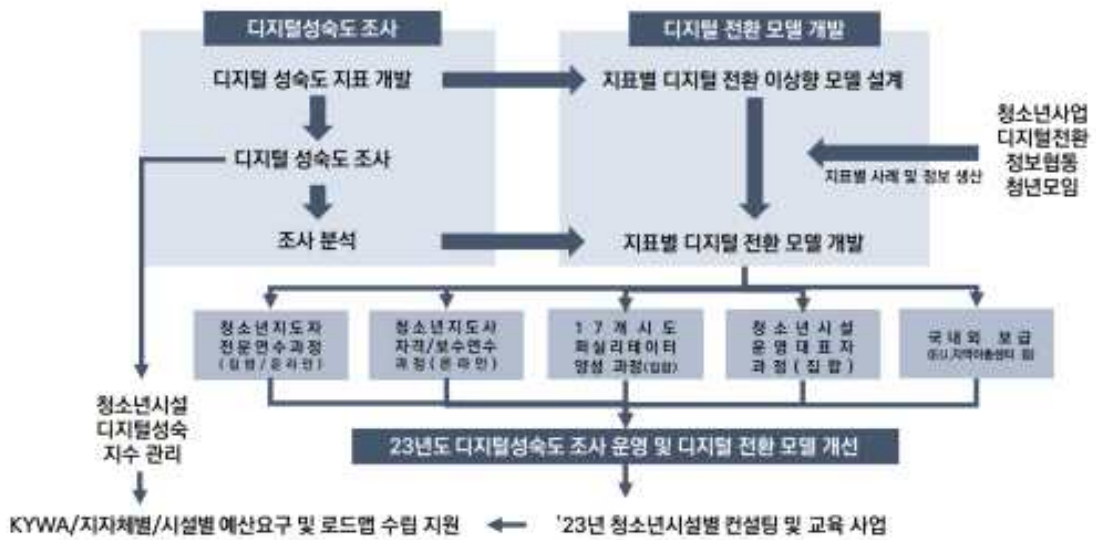 디지털성숙도 조사
디지털 성숙도 지표 개발
디지털 성숙도 조사
조사 분석
디지털 전환 모델 개발
지표별 디지털 전환 이상향 모델 설계
지표별 사례 및 정보 생산
지표별 디지털 전환 모델 개발
청소년사업
디지털전환
정보협동
청년모임
청소년지도자
전문연수과정
(집합/온라인)
청소년지도사
자격/보수연수
과정(온라인)
17개시도
퍼실리테이터
양성 과정(집합)
청소년시설
운영대표자
과정(집합)
국내외 보급
(EU,지역아동센터 등)
청소년시설
디지털성숙
지수 관리
23년도 디지털성숙도 조사 운영 및 디지털 전환 모델 개선
KYWA/지자체별/시설별 예산요구 및 로드맵 수립 지원
'23년 청소년시설별 컨설팅 및 교육 사업